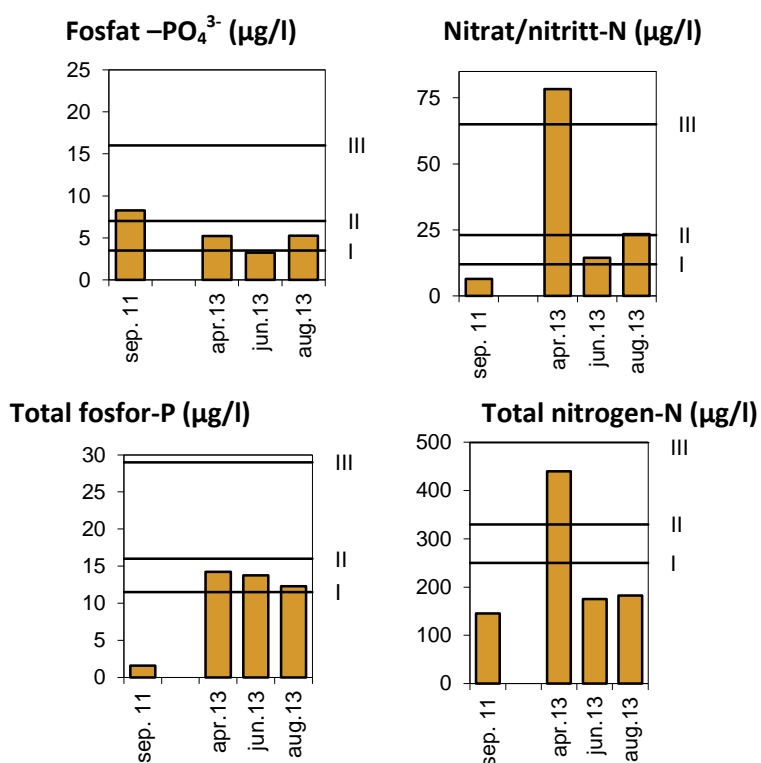 Fosfat –PO₄³⁻ (µg/l)
25
20
15
10
5
0
III
II
I
sep. 11
apr.13
jun.13
aug.13
Nitrat/nitritt-N (µg/l)
75
50
25
0
III
II
I
sep. 11
apr.13
jun.13
aug.13
Total fosfor-P (µg/l)
30
25
20
15
10
5
0
III
II
I
sep. 11
apr.13
jun.13
aug.13
Total nitrogen-N (µg/l)
500
400
300
200
100
0
III
II
I
sep. 11
apr.13
jun.13
aug.13